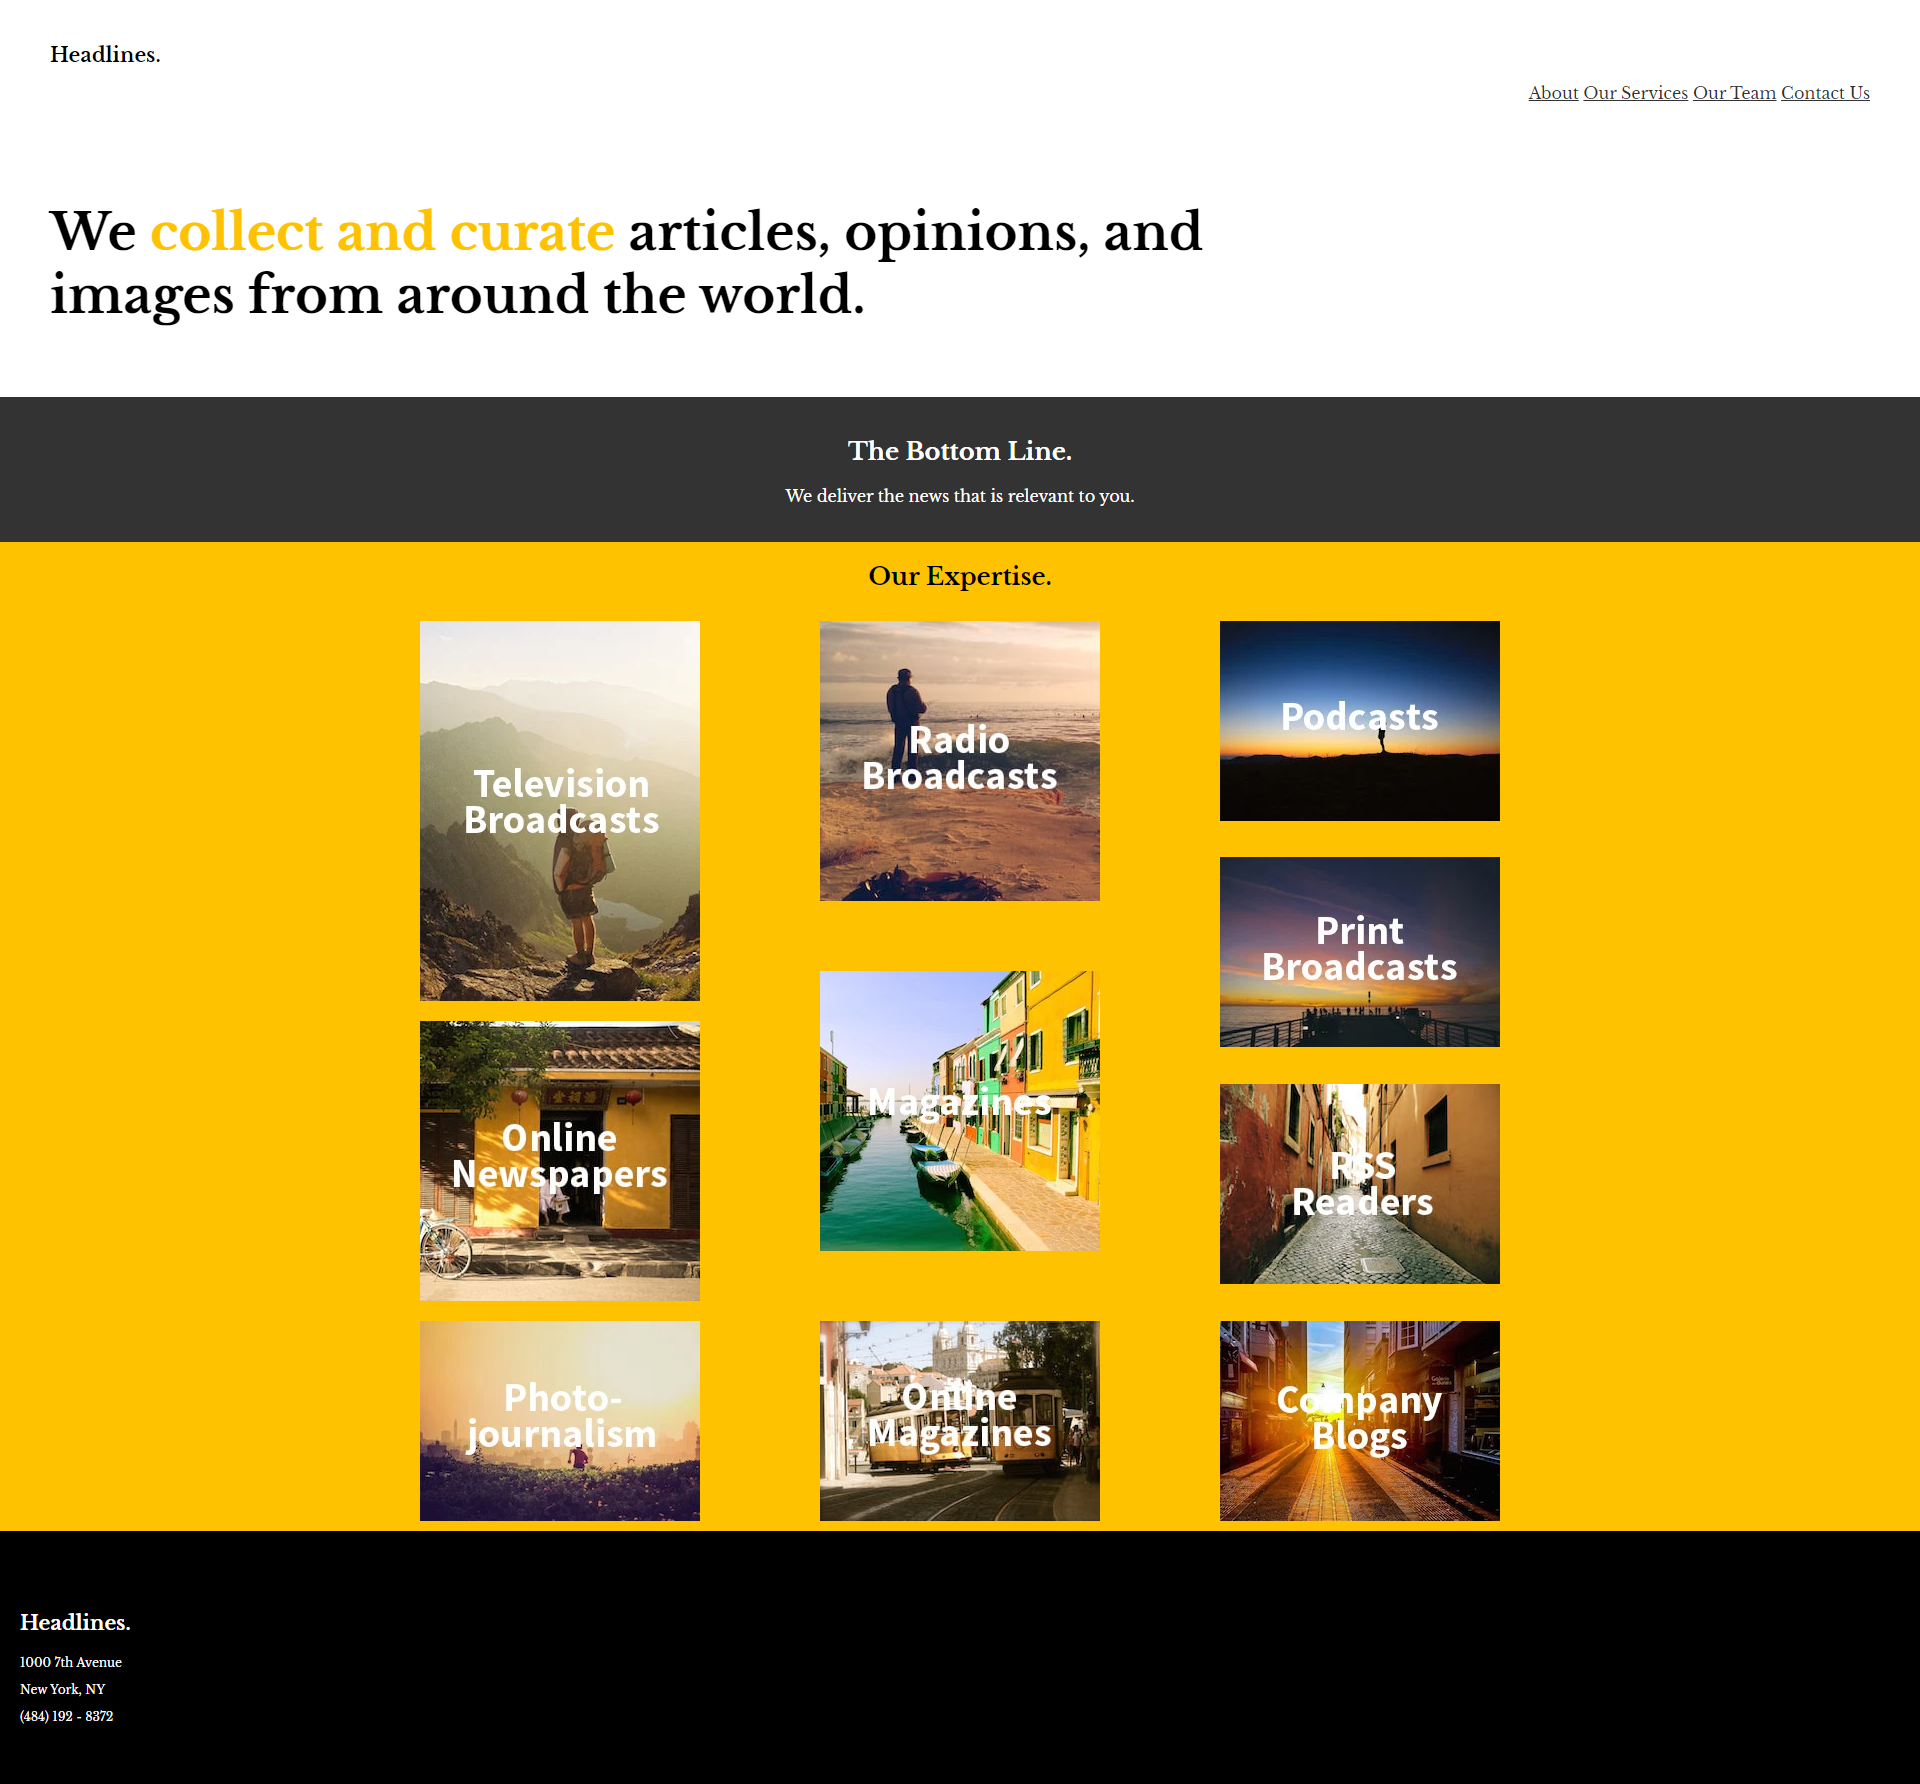 Headlines.
About Our Services Our Team Contact Us
We collect and curate articles, opinions, and
images from around the world.
The Bottom Line.
We deliver the news that is relevant to you.
Our Expertise.
Television
Broadcasts
Radio
Broadcasts
Podcasts
Print
Broadcasts
Online
Newspapers
Magazines
RSS
Readers
Photo-
journalism
Online
Magazines
Company
Blogs
Headlines.
1000 7th Avenue
New York, NY
(484) 192 - 8372